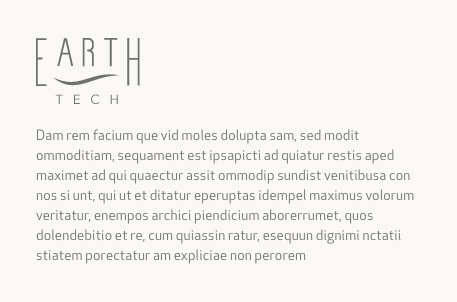 EARTH
TECH
Dam rem facium que vid moles dolupta sam, sed modit
ommoditiam, sequament est ipsapicti ad quiatur restis aped
maximet ad qui quaectur assit ommodip sundist venitibusa con
nos si unt, qui ut et ditatur eperuptas idempel maximus volorum
veritatur, enempos archici piendicium aborerrumet, quos
dolendebitio et re, cum quiassin ratur, esequun dignimi nctatii
stiatem porectatur am expliciae non perorem